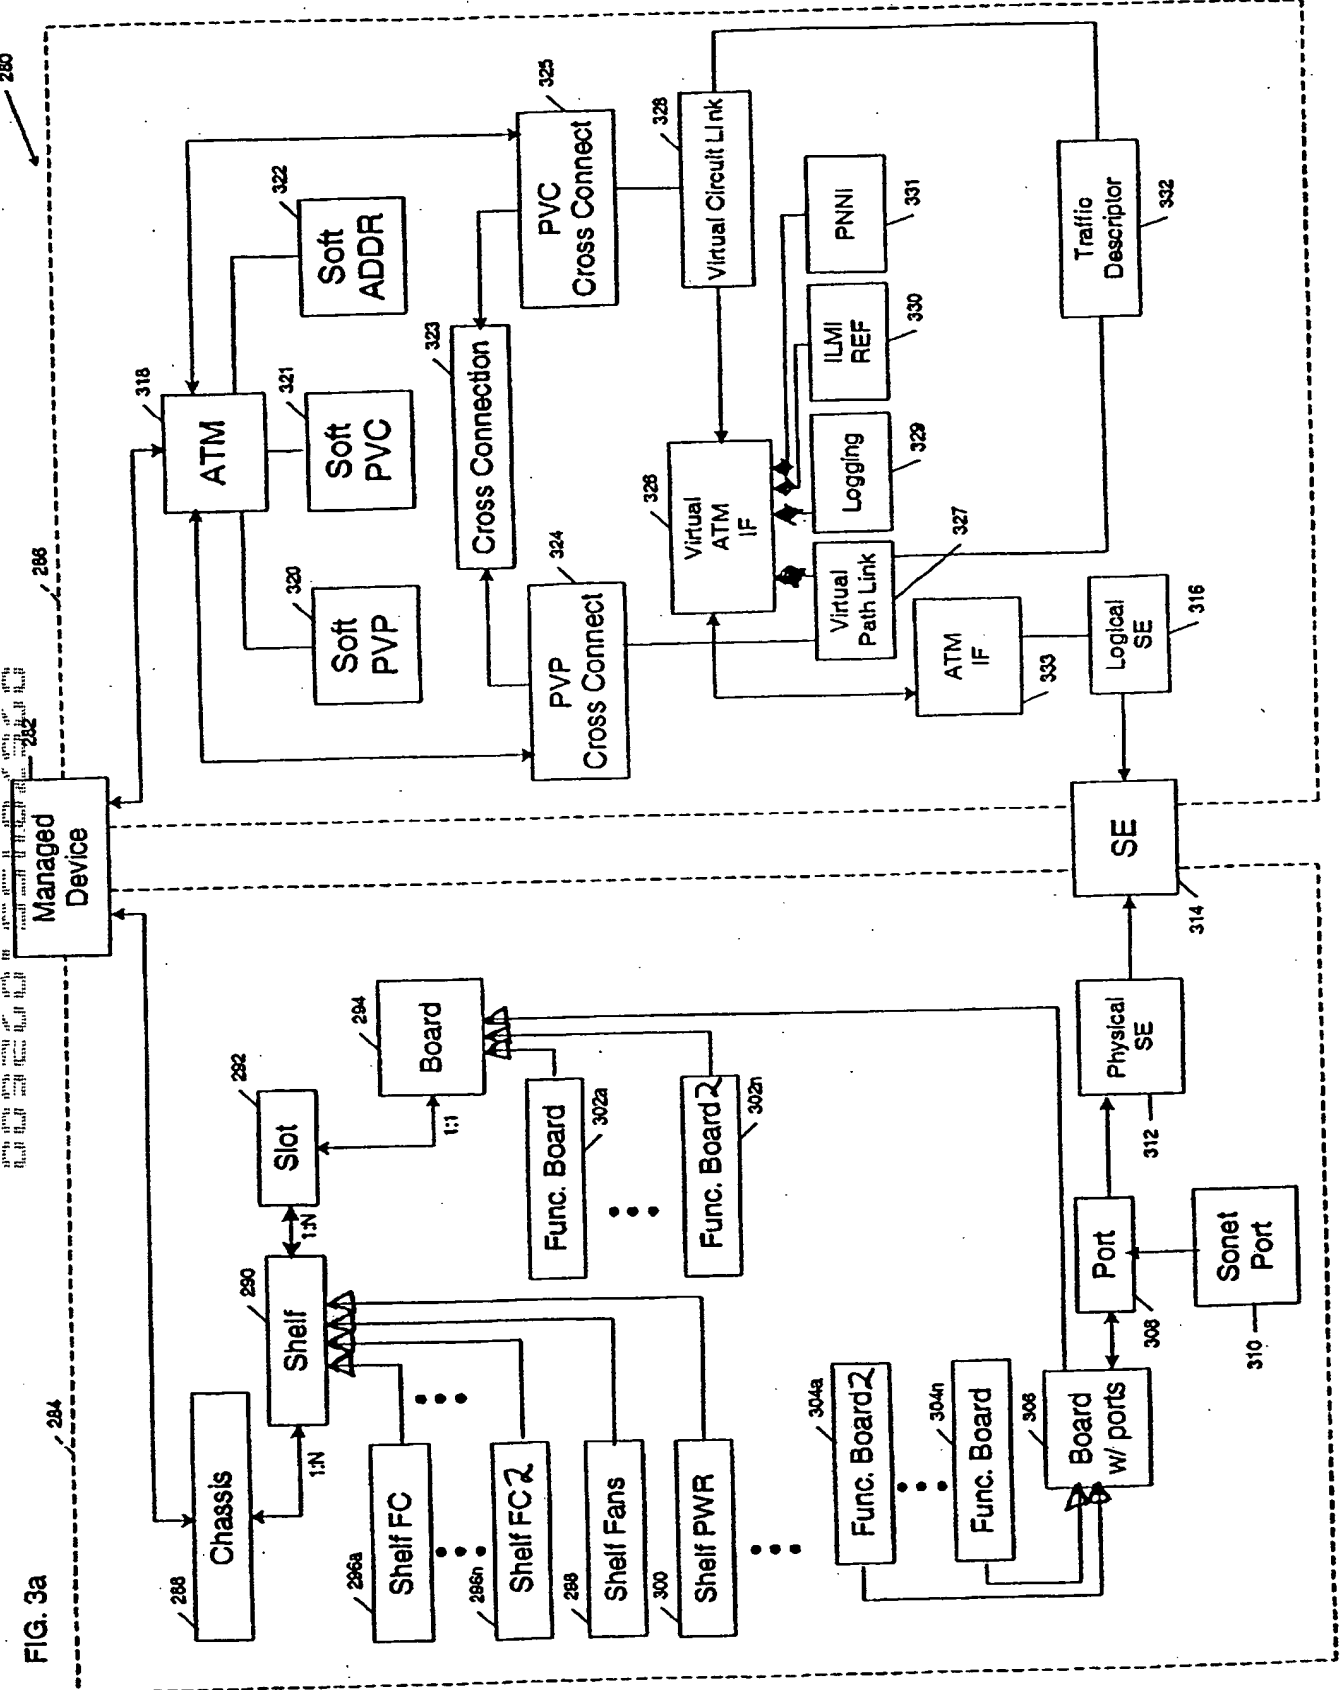 FIG. 3a
280
282
Managed
Device
284
286
288
Chassis
1:N
290
Shelf
1:N
292
Slot
1:1
294
Board
296a
Shelf FC
296n
Shelf FC2
298
Shelf Fans
300
Shelf PWR
Func. Board
302a
Func. Board2
302n
304a
Func. Board2
304n
Func. Board
306
Board
w/ ports
Port
308
Sonet
Port
310
Physical
SE
312
SE
314
Logical
SE
316
318
ATM
320
Soft
PVP
321
Soft
PVC
322
Soft
ADDR
323
Cross Connection
324
PVP
Cross Connect
325
PVC
Cross Connect
326
Virtual
ATM
IF
Virtual
Path Link
327
328
Virtual Circuit LInk
Logging
329
ILMI
REF
330
PNNI
331
Traffic
Descriptor
332
ATM
IF
333